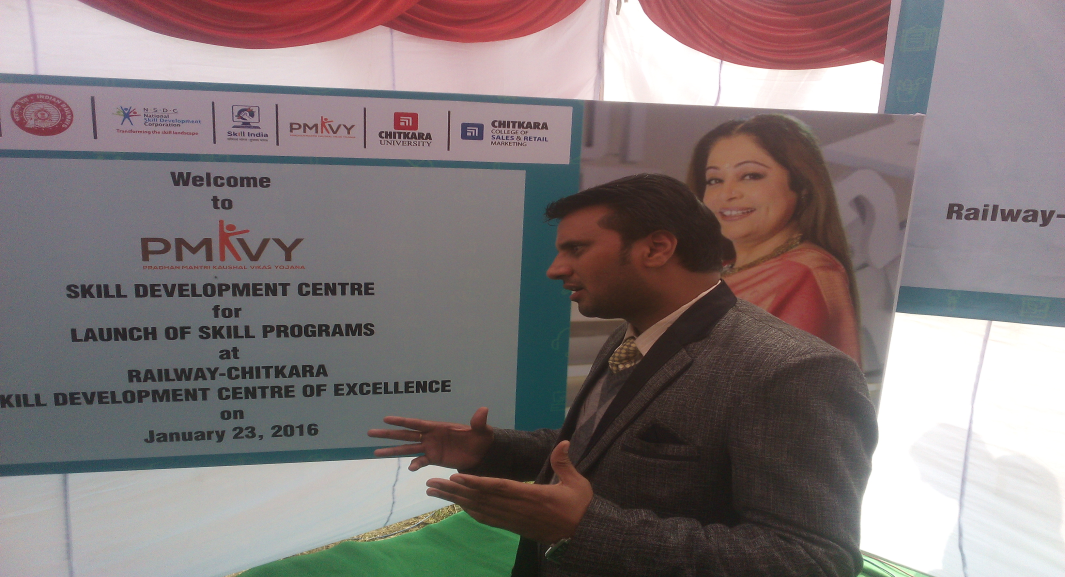 N·S·D·C
National
Skill Development
Corporation
Transforming the skill landscape
Skill India
PMKVY
CHITKARA
UNIVERSITY
CHITKARA
COLLEGE OF
SALES & RETAIL
MARKETING
Welcome
to
PMKVY
PRADHAN MANTRI KAUSHAL VIKAS YOJANA
SKILL DEVELOPMENT CENTRE
for
LAUNCH OF SKILL PROGRAMS
at
RAILWAY-CHITKARA
KILL DEVELOPMENT CENTRE OF EXCELLENCE
on
January 23, 2016
Railway-